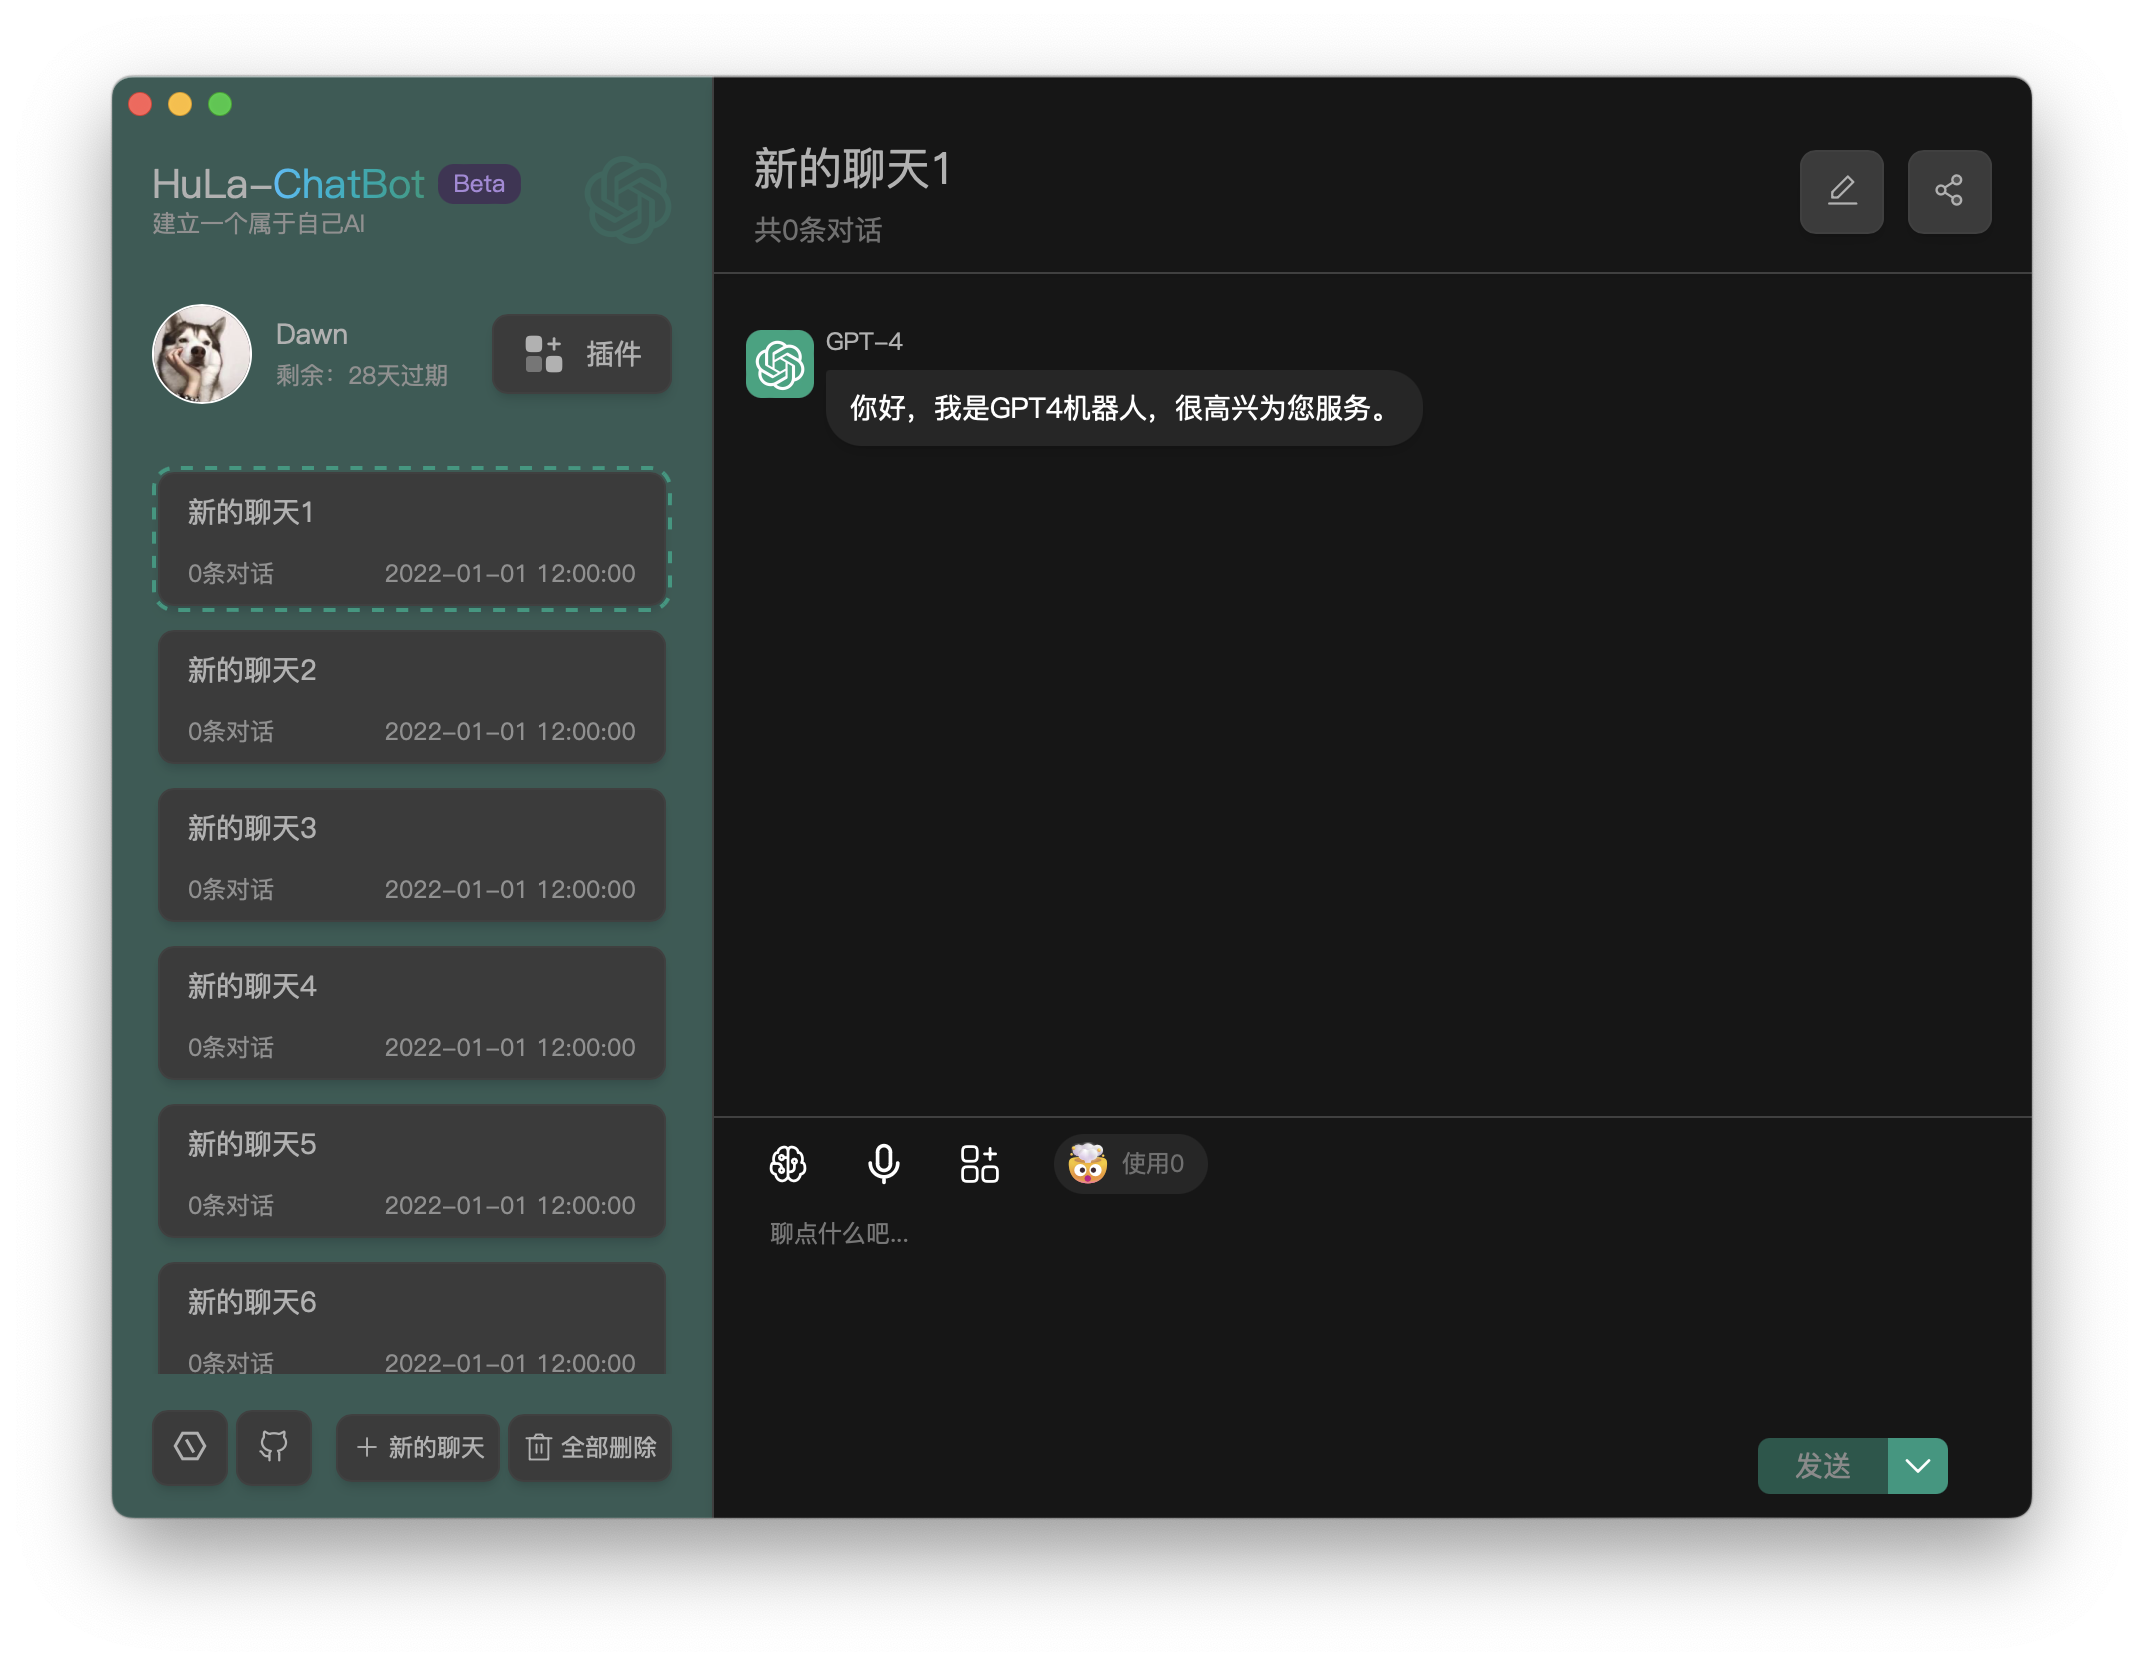 HuLa-ChatBot Beta
建立一个属于自己AI
Dawn
剩余：28天过期
插件
新的聊天1
0条对话 2022-01-01 12:00:00
新的聊天2
0条对话 2022-01-01 12:00:00
新的聊天3
0条对话 2022-01-01 12:00:00
新的聊天4
0条对话 2022-01-01 12:00:00
新的聊天5
0条对话 2022-01-01 12:00:00
新的聊天6
0条对话 2022-01-01 12:00:00
新的聊天 全部删除
新的聊天1
共0条对话
GPT-4
你好，我是GPT4机器人，很高兴为您服务。
使用0
聊点什么吧...
发送